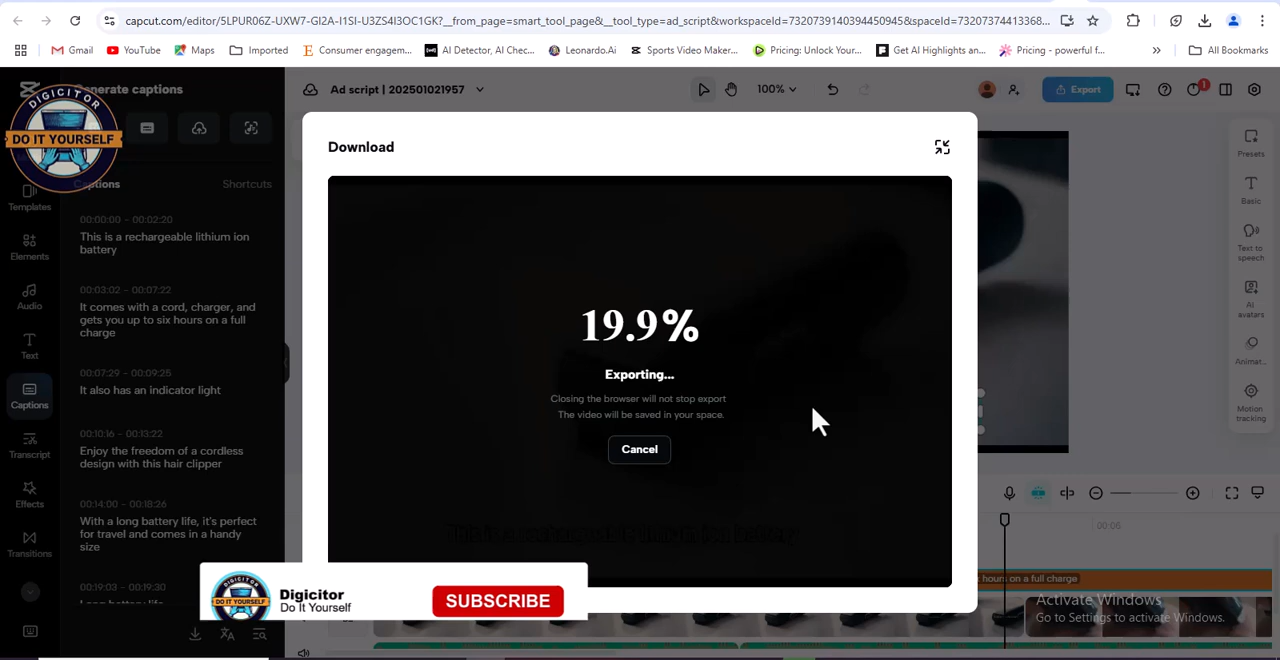 capcut.com/editor/5LPUR06Z-UXW7-GI2A-I1SI-U3ZS4I3OC1GK?__from_page=smart_tool_page&__tool_type=ad_script&workspaceId=7320739140394450945&spaceId=73207374413368...
Gmail
YouTube
Maps
Imported
Consumer engagem...
AI Detector, AI Chec...
Leonardo.Ai
Sports Video Maker...
Pricing: Unlock Your...
Get AI Highlights an...
Pricing - powerful f...
»
All Bookmarks
Generate captions
Ad script | 202501021957
100%
Export
1
DIGICITOR
DO IT YOURSELF
Captions
Shortcuts
Templates
Elements
Audio
Text
Captions
Transcript
Effects
Transitions
00:00:00 – 00:02:20
This is a rechargeable lithium ion
battery
00:03:02 – 00:07:22
It comes with a cord, charger, and
gets you up to six hours on a full
charge
00:07:29 – 00:09:25
It also has an indicator light
00:10:16 – 00:13:22
Enjoy the freedom of a cordless
design with this hair clipper
00:14:00 – 00:18:26
With a long battery life, it's perfect
for travel and comes in a handy
size
00:19:03 – 00:19:30
Long battery life
Download
19.9%
Exporting...
Closing the browser will not stop export
The video will be saved in your space.
Cancel
Presets
Basic
Text to
speech
AI
avatars
Animat...
Motion
tracking
00:06
hours on a full charge
Activate Windows
Go to Settings to activate Windows.
DIGICITOR
DO IT YOURSELF
Digicitor
Do It Yourself
SUBSCRIBE